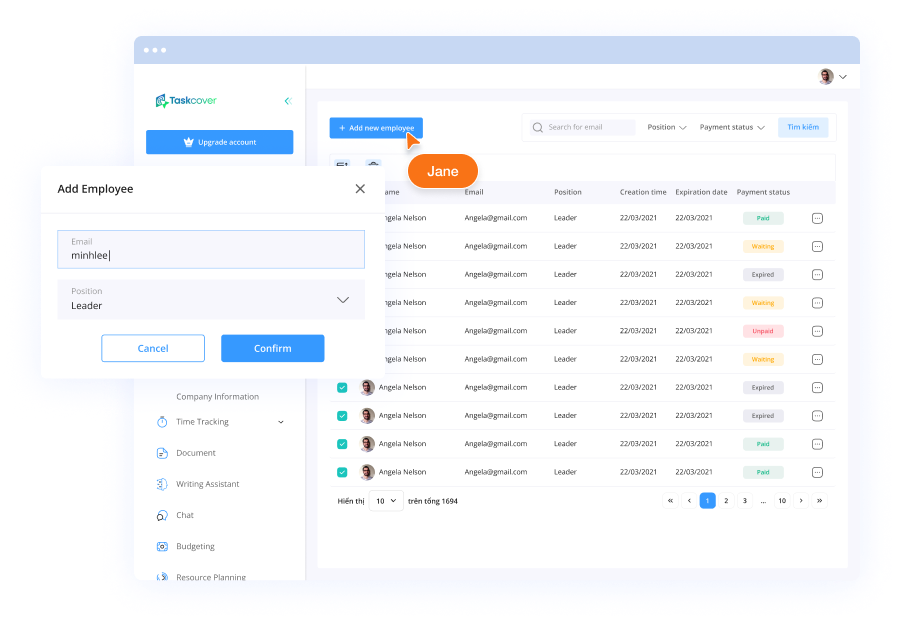 Taskcover
Upgrade account
+ Add new employee
Search for email
Position
Payment status
Tìm kiếm
Jane
Add Employee
Email
minhlee
Position
Leader
Cancel
Confirm
Email Position Creation time Expiration date Payment status
Nelson Angela@gmail.com Leader 22/03/2021 22/03/2021 Paid
Nelson Angela@gmail.com Leader 22/03/2021 22/03/2021 Waiting
Nelson Angela@gmail.com Leader 22/03/2021 22/03/2021 Expired
Nelson Angela@gmail.com Leader 22/03/2021 22/03/2021 Waiting
Nelson Angela@gmail.com Leader 22/03/2021 22/03/2021 Unpaid
Nelson Angela@gmail.com Leader 22/03/2021 22/03/2021 Waiting
Angela Nelson Angela@gmail.com Leader 22/03/2021 22/03/2021 Expired
Angela Nelson Angela@gmail.com Leader 22/03/2021 22/03/2021 Expired
Angela Nelson Angela@gmail.com Leader 22/03/2021 22/03/2021 Paid
Angela Nelson Angela@gmail.com Leader 22/03/2021 22/03/2021 Paid
Hiển thị 10 trên tổng 1694
« ‹ 1 2 3 ... 10 › »
Company Information
Time Tracking
Document
Writing Assistant
Chat
Budgeting
Resource Planning